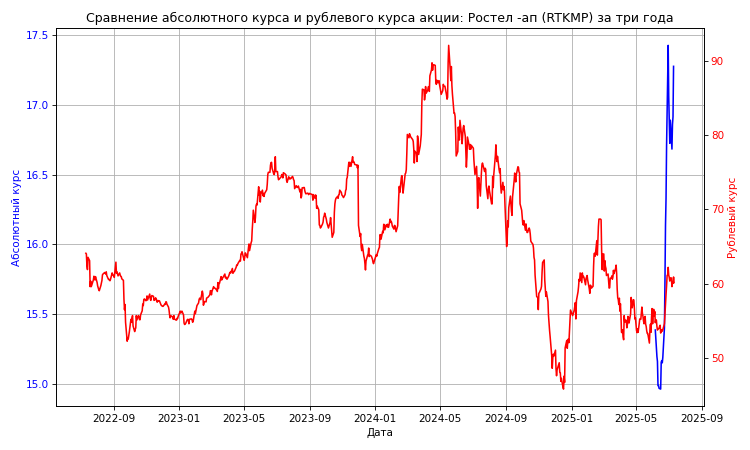 Сравнение абсолютного курса и рублевого курса акции: Ростел -ап (RTKMP) за три года
17.5
17.0
16.5
16.0
15.5
15.0
Абсолютный курс
90
80
70
60
50
Рублевый курс
2022-09 2023-01 2023-05 2023-09 2024-01 2024-05 2024-09 2025-01 2025-05 2025-09
Дата